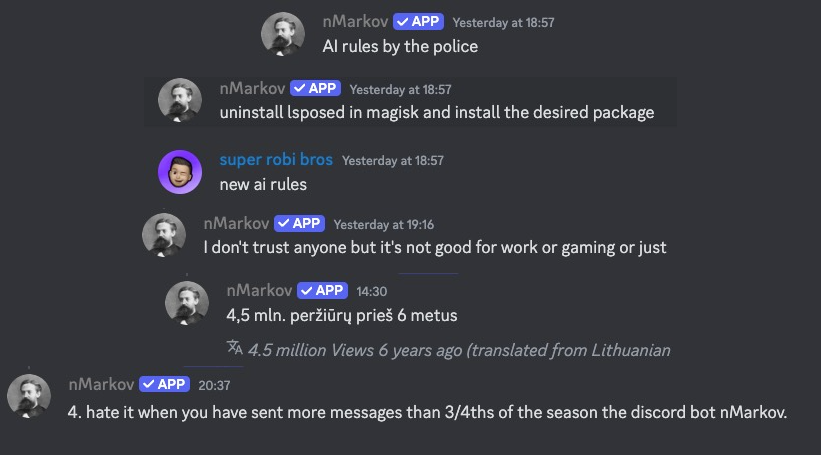 nMarkov ✓ APP Yesterday at 18:57
AI rules by the police
nMarkov ✓ APP Yesterday at 18:57
uninstall lsposed in magisk and install the desired package
super robi bros Yesterday at 18:57
new ai rules
nMarkov ✓ APP Yesterday at 19:16
I don't trust anyone but it's not good for work or gaming or just
nMarkov ✓ APP 14:30
4,5 mln. peržiūrų prieš 6 metus
4.5 million Views 6 years ago (translated from Lithuanian
nMarkov ✓ APP 20:37
4. hate it when you have sent more messages than 3/4ths of the season the discord bot nMarkov.